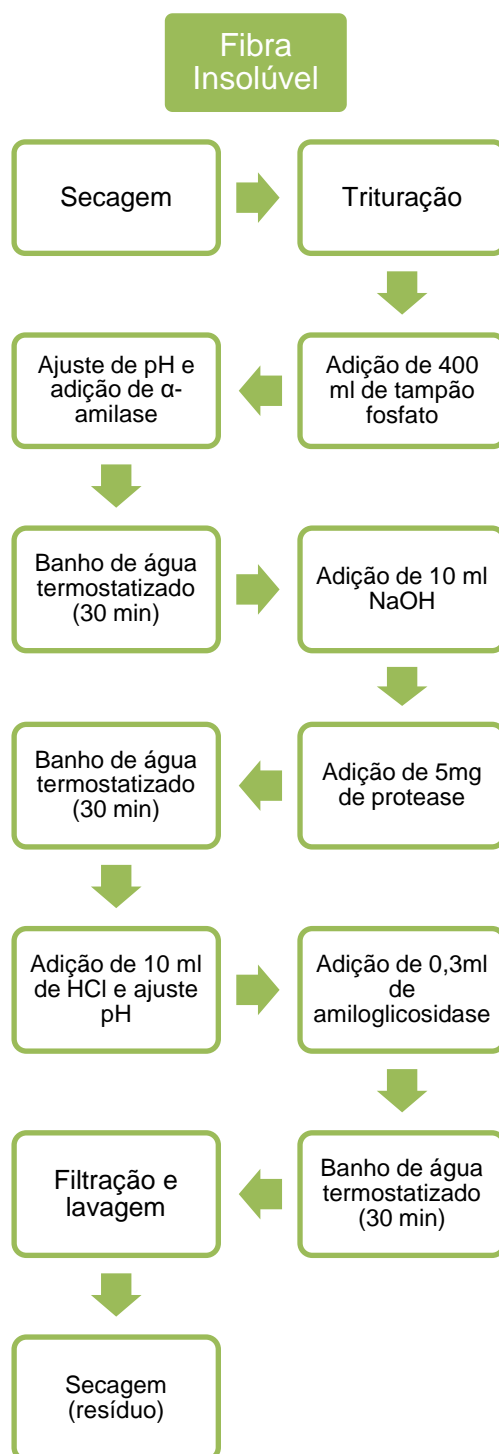 Fibra
Insolúvel
Secagem
Trituração
Adição de 400
ml de tampão
fosfato
Ajuste de pH e
adição de α-
amilase
Banho de água
termostatizado
(30 min)
Adição de 10 ml
NaOH
Adição de 5mg
de protease
Banho de água
termostatizado
(30 min)
Adição de 10 ml
de HCl e ajuste
pH
Adição de 0,3ml
de
amiloglicosidase
Banho de água
termostatizado
(30 min)
Filtração e
lavagem
Secagem
(resíduo)